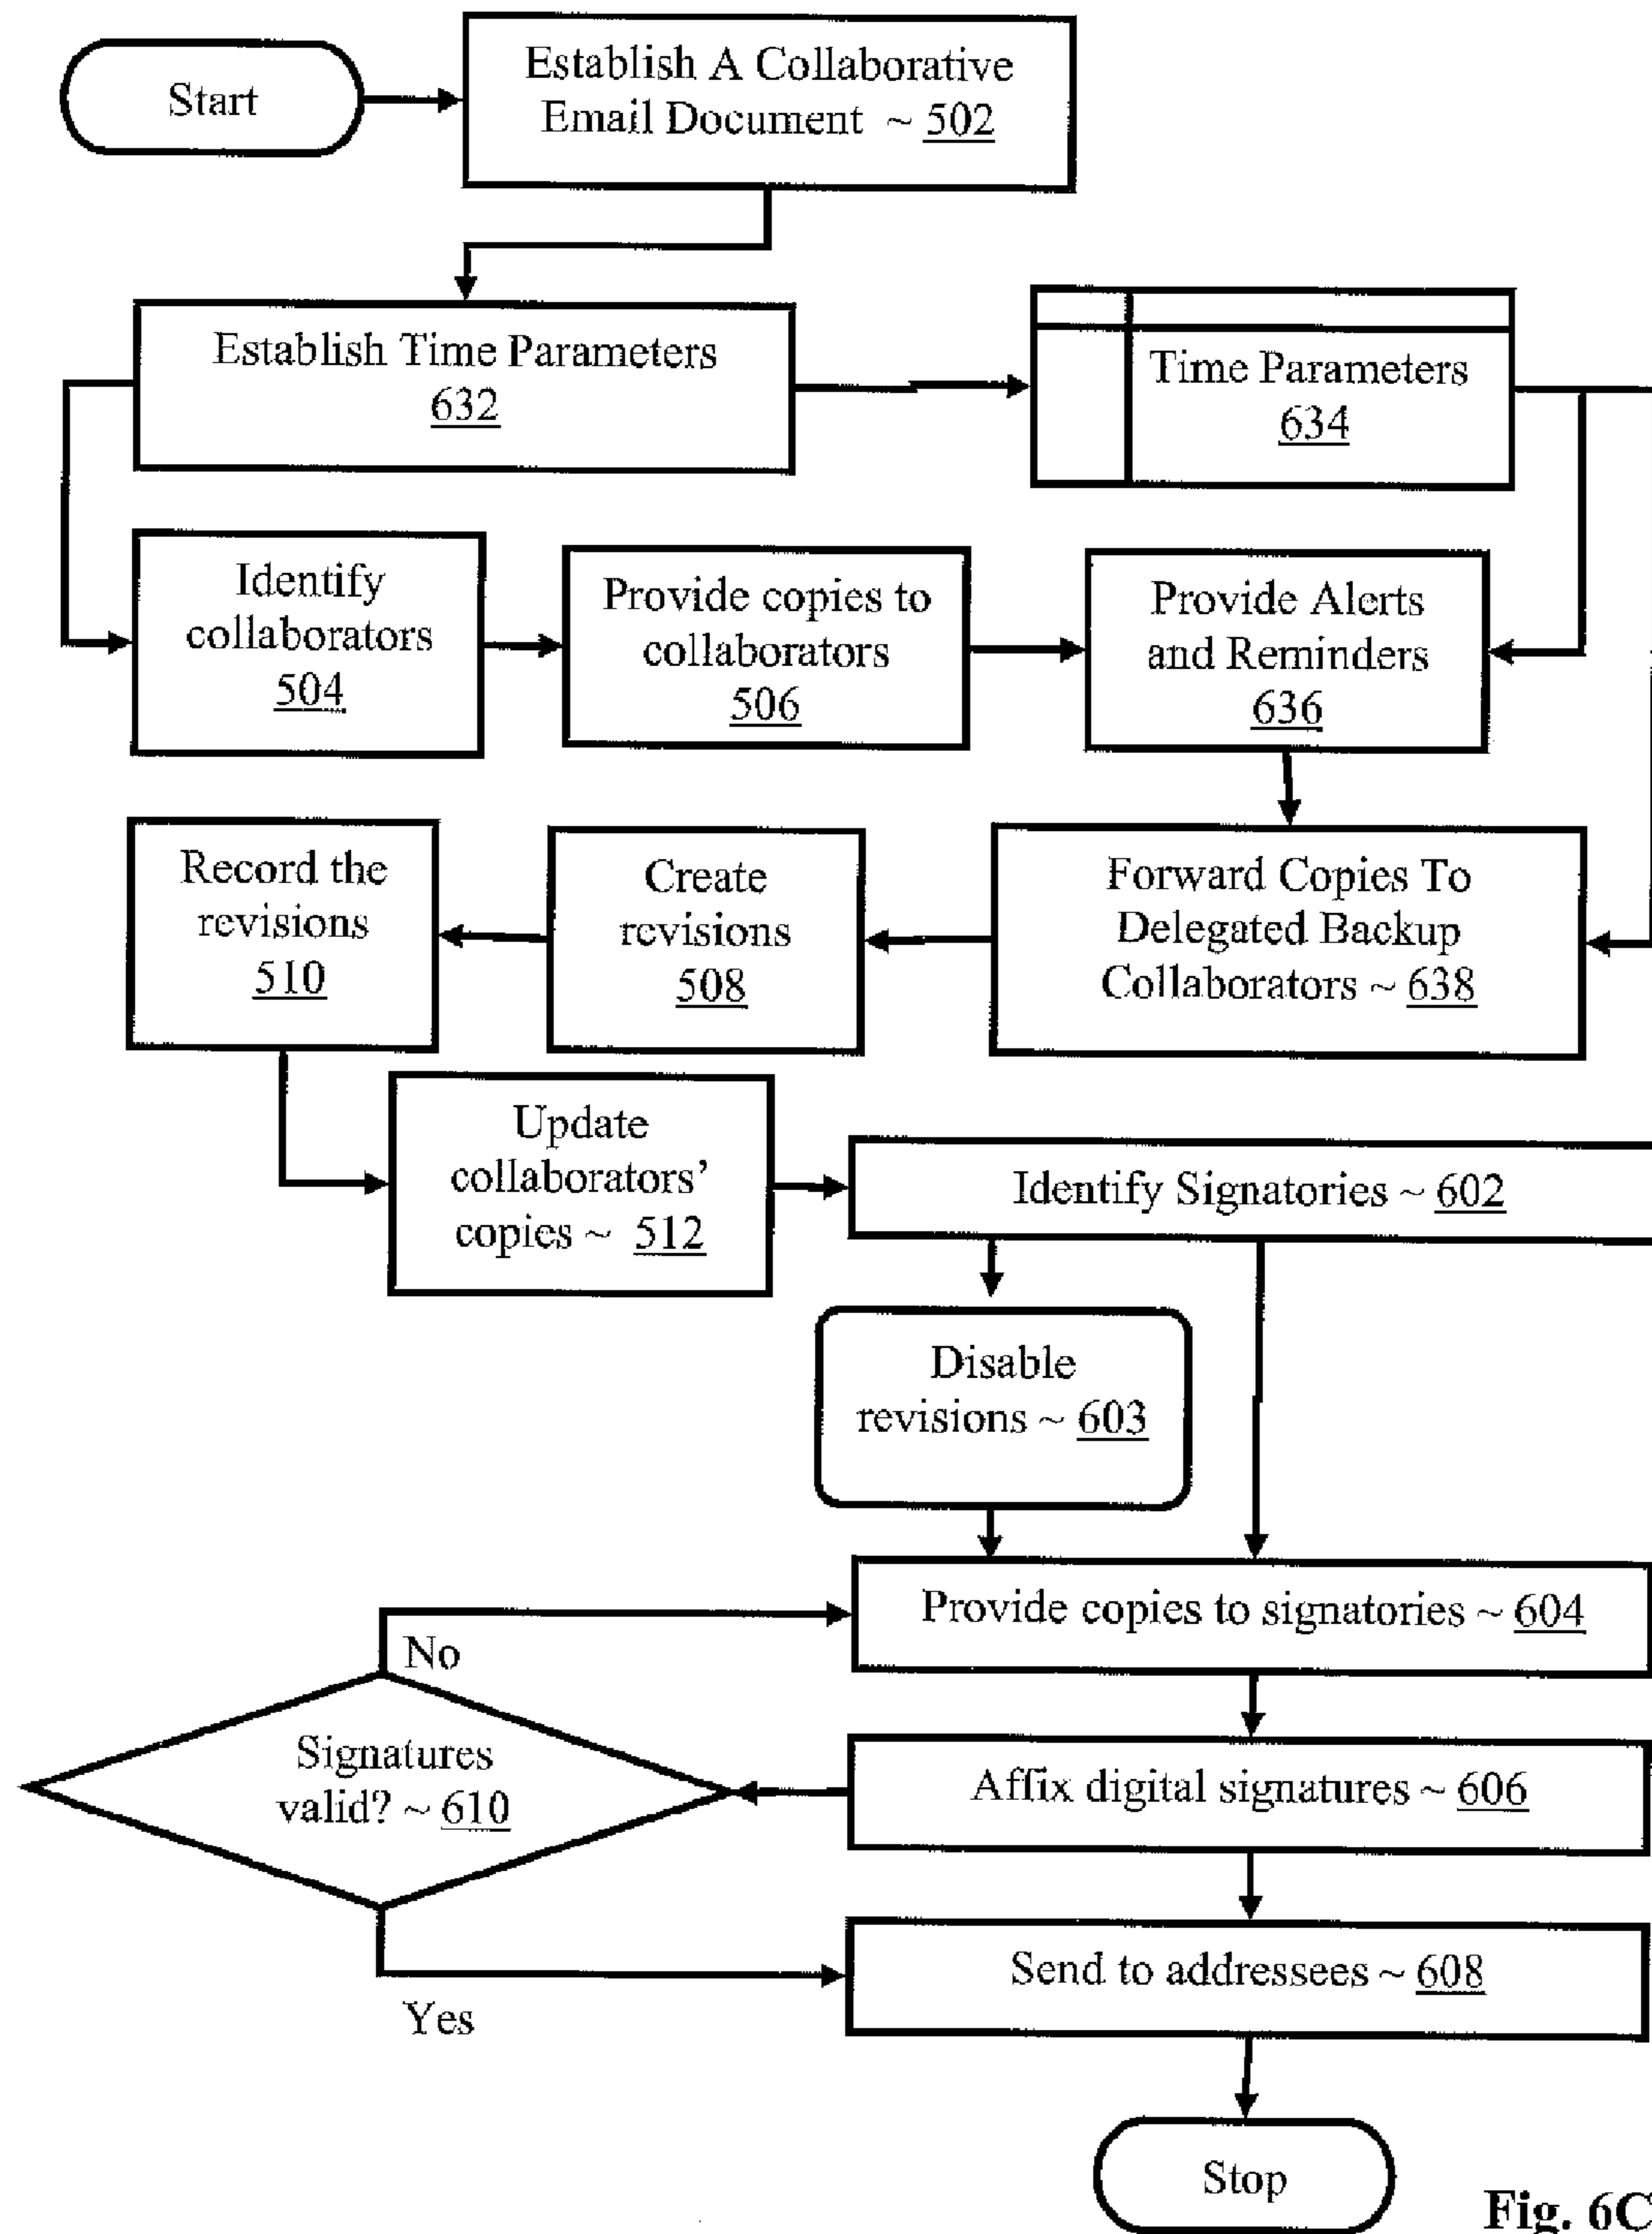 Start
Establish A Collaborative
Email Document ~ 502
Establish Time Parameters
632
Time Parameters
634
Identify
collaborators
504
Provide copies to
collaborators
506
Provide Alerts
and Reminders
636
Record the
revisions
510
Create
revisions
508
Forward Copies To
Delegated Backup
Collaborators ~ 638
Update
collaborators’
copies ~ 512
Identify Signatories ~ 602
Disable
revisions ~ 603
Provide copies to signatories ~ 604
No
Signatures
valid? ~ 610
Affix digital signatures ~ 606
Send to addressees ~ 608
Yes
Stop
Fig. 6C